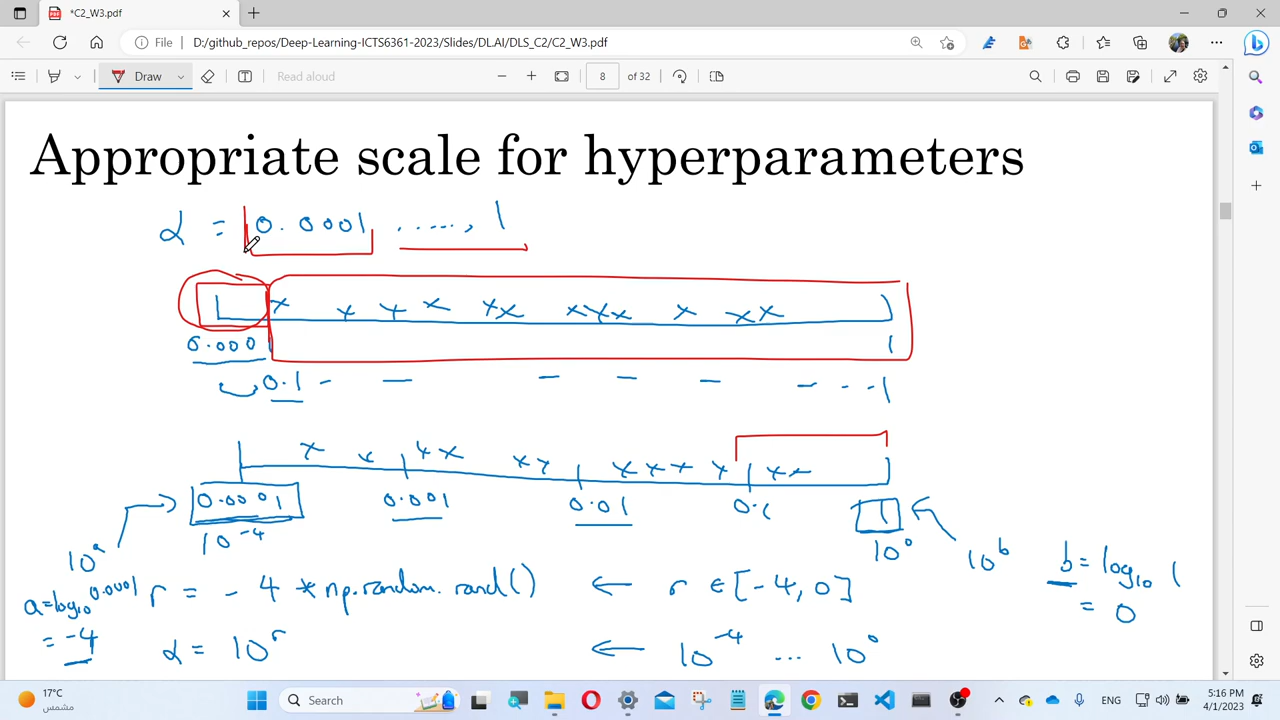 *C2_W3.pdf
File D:/github_repos/Deep-Learning-ICTS6361-2023/Slides/DL.AI/DLS_C2/C2_W3.pdf
Draw Read aloud 8 of 32
Appropriate scale for hyperparameters
α = 0.0001 ....., 1
0.0001 1
0.1 - - - - - - - - 1
0.0001 0.001 0.01 0.1 1
10^-4 10^0
10^a 10^b b = log10 1
a = log10 0.0001 r = -4 * np.random.rand() ← r ∈ [-4, 0] = 0
= -4 α = 10^r ← 10^-4 ... 10^0
17°C
مشمس
Search
ENG
5:16 PM
4/1/2023